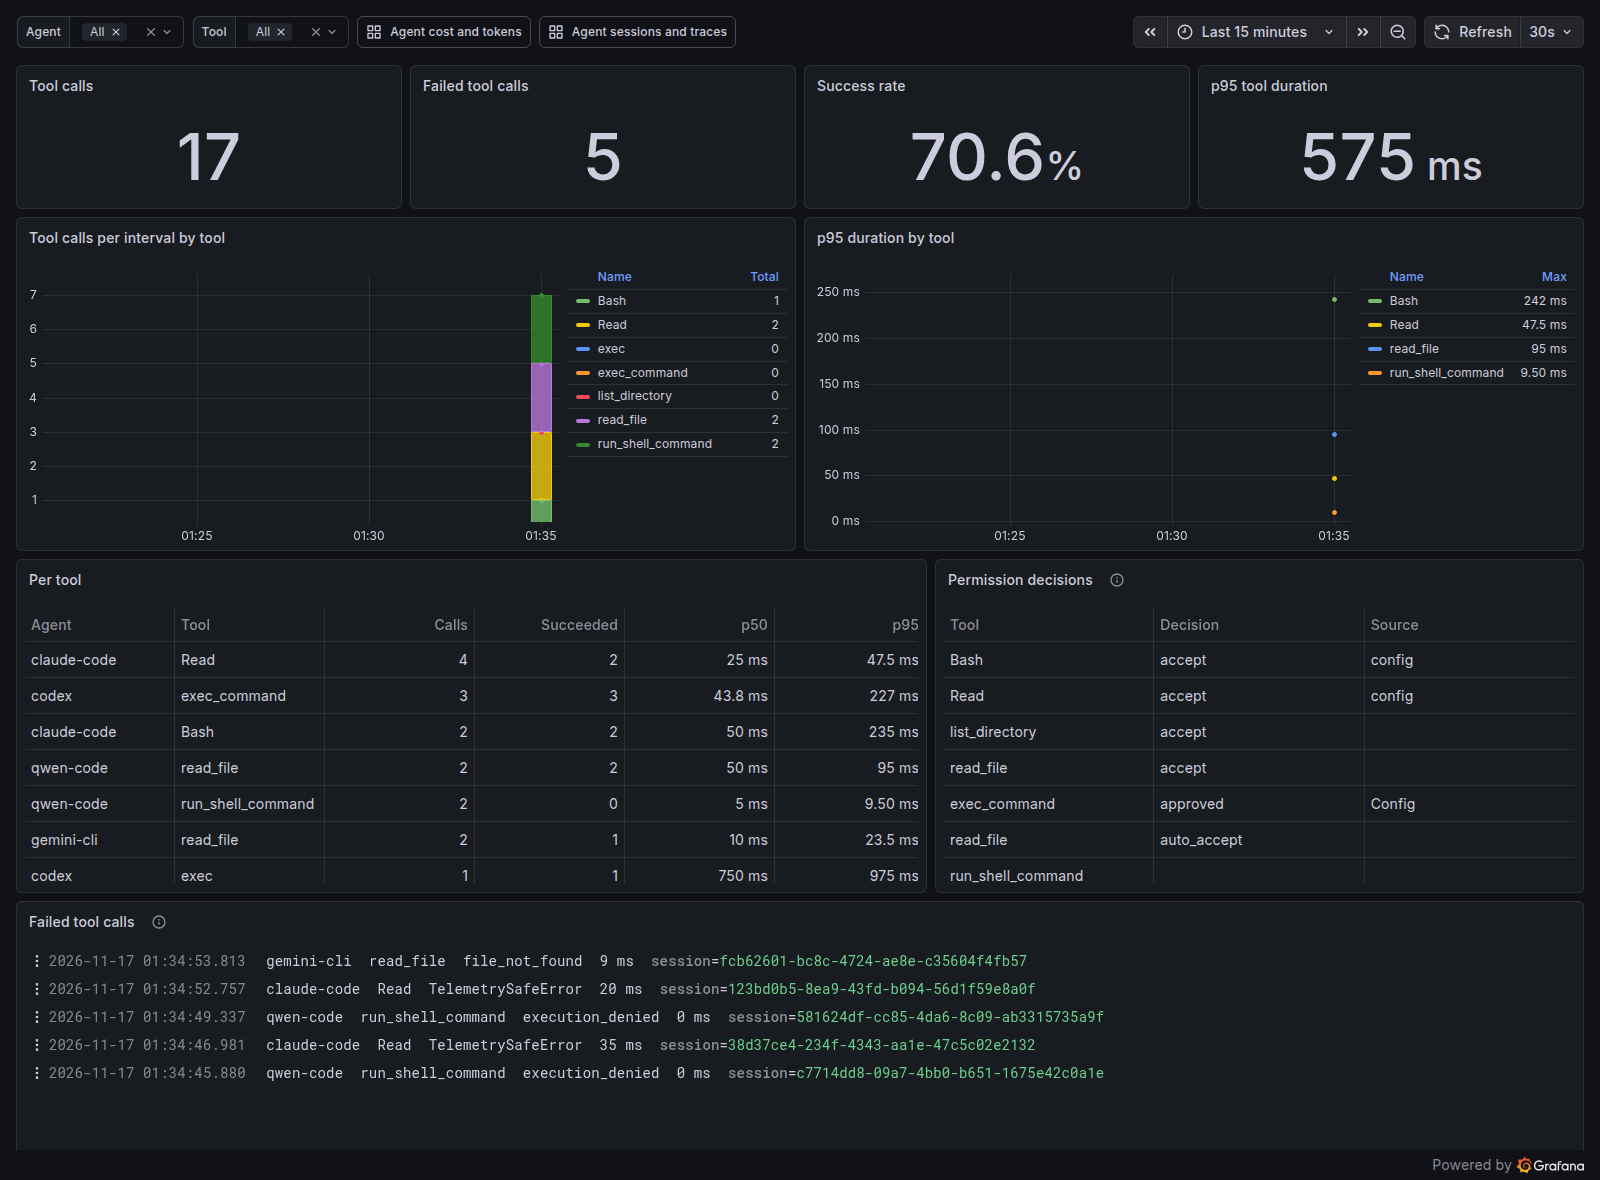 Agent All Tool All Agent cost and tokens Agent sessions and traces Last 15 minutes Refresh 30s
Tool calls
17
Failed tool calls
5
Success rate
70.6%
p95 tool duration
575 ms
Tool calls per interval by tool
7
6
5
4
3
2
1
01:25 01:30 01:35
Name Total
Bash 1
Read 2
exec 0
exec_command 0
list_directory 0
read_file 2
run_shell_command 2
p95 duration by tool
250 ms
200 ms
150 ms
100 ms
50 ms
0 ms
01:25 01:30 01:35
Name Max
Bash 242 ms
Read 47.5 ms
read_file 95 ms
run_shell_command 9.50 ms
Per tool
Agent Tool Calls Succeeded p50 p95
claude-code Read 4 2 25 ms 47.5 ms
codex exec_command 3 3 43.8 ms 227 ms
claude-code Bash 2 2 50 ms 235 ms
qwen-code read_file 2 2 50 ms 95 ms
qwen-code run_shell_command 2 0 5 ms 9.50 ms
gemini-cli read_file 2 1 10 ms 23.5 ms
codex exec 1 1 750 ms 975 ms
Permission decisions
Tool Decision Source
Bash accept config
Read accept config
list_directory accept
read_file accept
exec_command approved Config
read_file auto_accept
run_shell_command
Failed tool calls
2026-11-17 01:34:53.813 gemini-cli read_file file_not_found 9 ms session=fcb62601-bc8c-4724-ae8e-c35604f4fb57
2026-11-17 01:34:52.757 claude-code Read TelemetrySafeError 20 ms session=123bd0b5-8ea9-43fd-b094-56d1f59e8a0f
2026-11-17 01:34:49.337 qwen-code run_shell_command execution_denied 0 ms session=581624df-cc85-4da6-8c09-ab3315735a9f
2026-11-17 01:34:46.981 claude-code Read TelemetrySafeError 35 ms session=38d37ce4-234f-4343-aa1e-47c5c02e2132
2026-11-17 01:34:45.880 qwen-code run_shell_command execution_denied 0 ms session=c7714dd8-09a7-4bb0-b651-1675e42c0a1e
Powered by Grafana